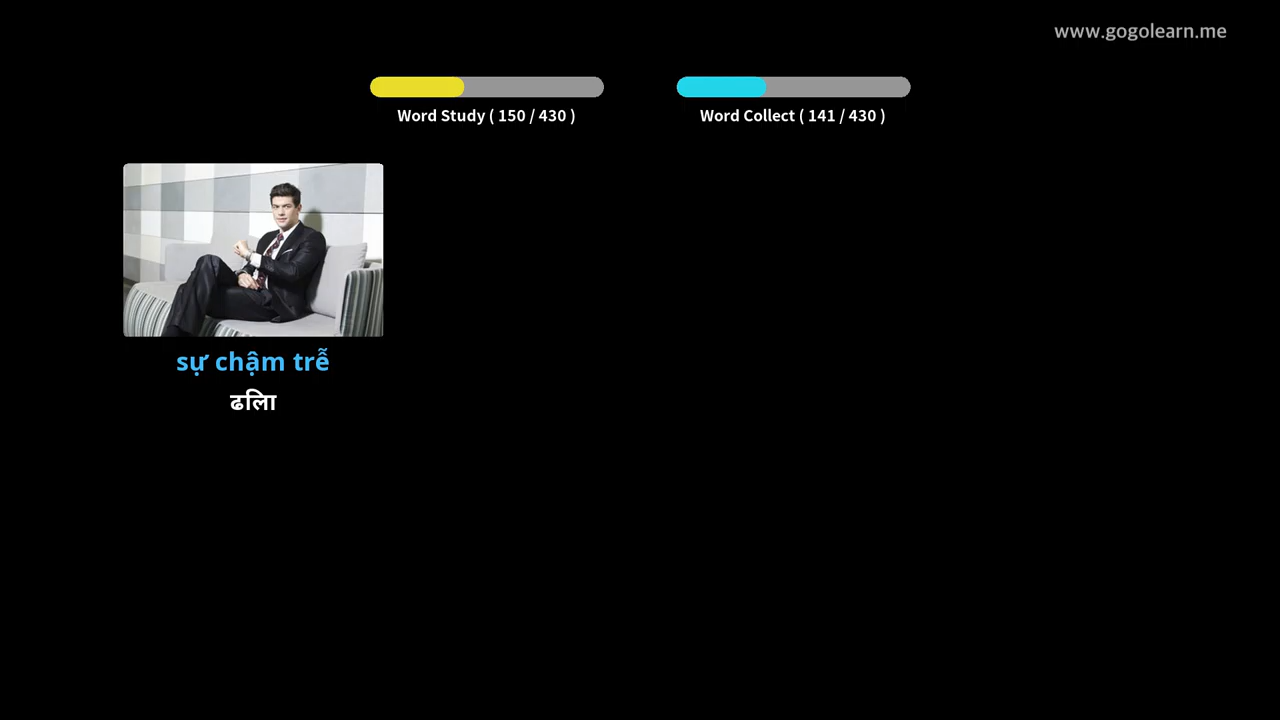 www.gogolearn.me
Word Study ( 150 / 430 )
Word Collect ( 141 / 430 )
sự chậm trễ
ढलिा